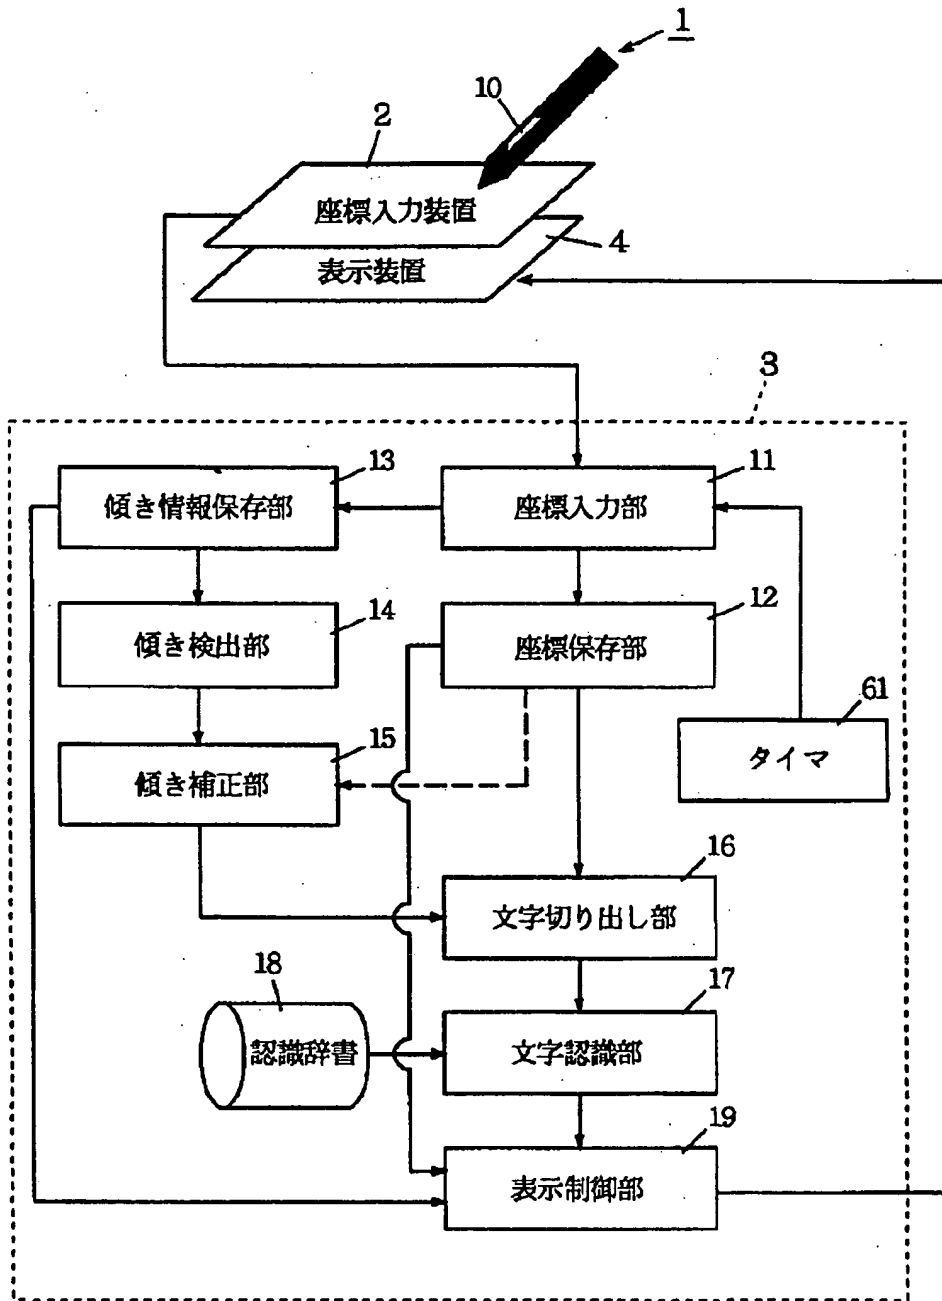 1
10
2
座標入力装置
4
表示装置
3
13
傾き情報保存部
11
座標入力部
14
傾き検出部
12
座標保存部
61
タイマ
15
傾き補正部
16
文字切り出し部
18
認識辞書
17
文字認識部
19
表示制御部